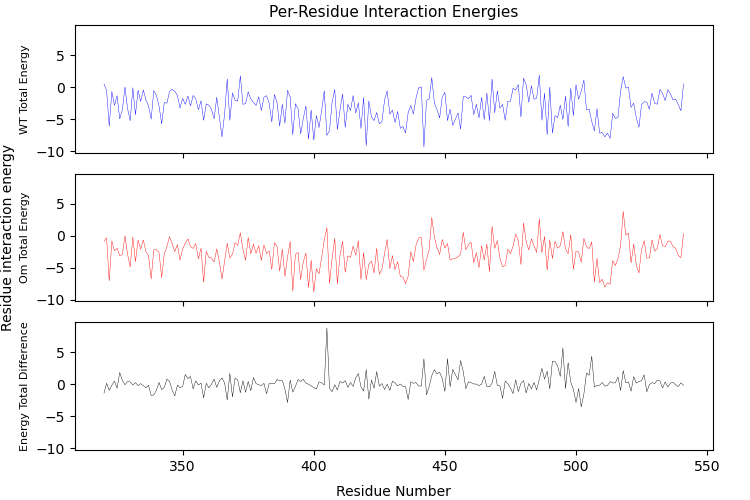 Per-Residue Interaction Energies
Residue interaction energy
WT Total Energy
5
0
−5
−10
Om Total Energy
5
0
−5
−10
Energy Total Difference
5
0
−5
−10
350
400
450
500
550
Residue Number